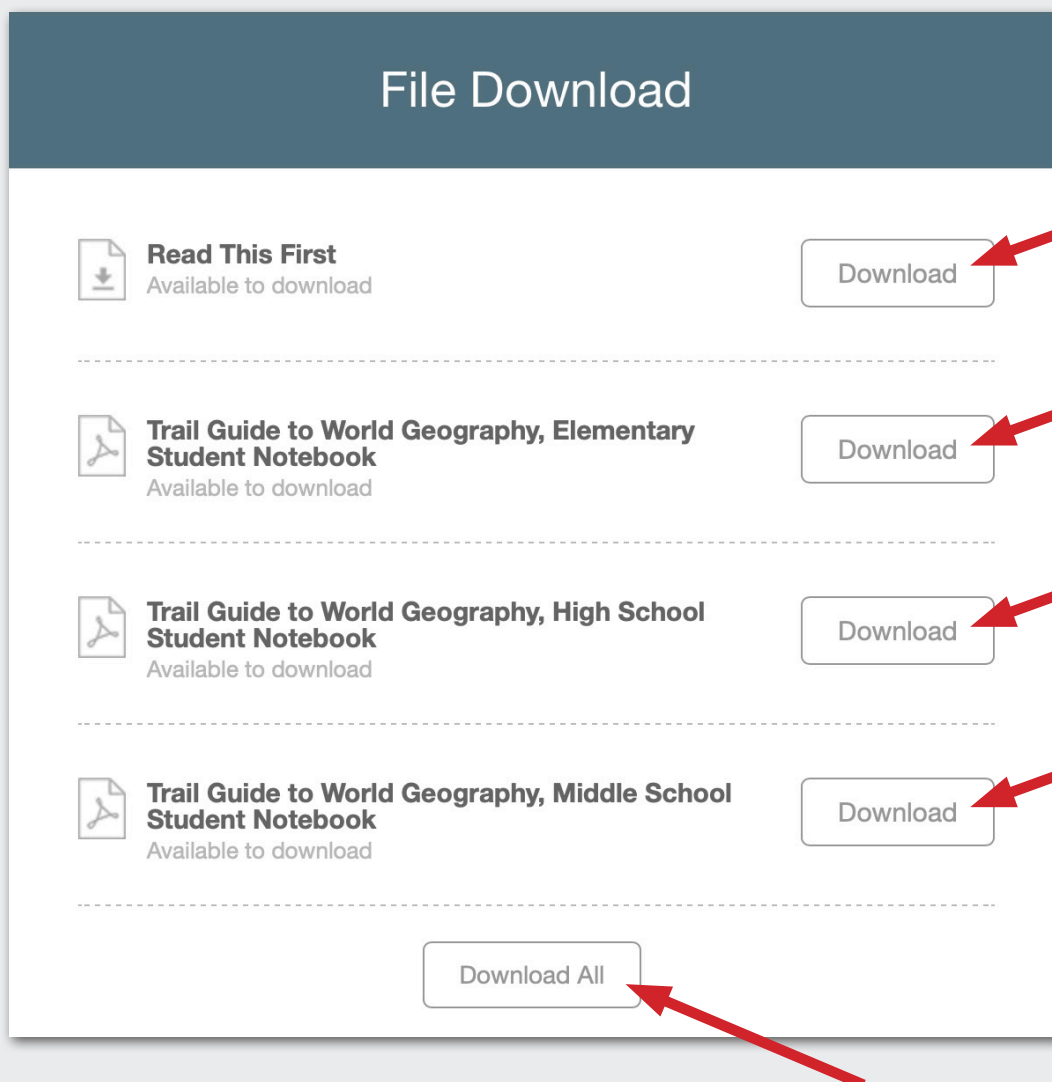 File Download
Read This First
Available to download
Download
Trail Guide to World Geography, Elementary
Student Notebook
Available to download
Download
Trail Guide to World Geography, High School
Student Notebook
Available to download
Download
Trail Guide to World Geography, Middle School
Student Notebook
Available to download
Download
Download All